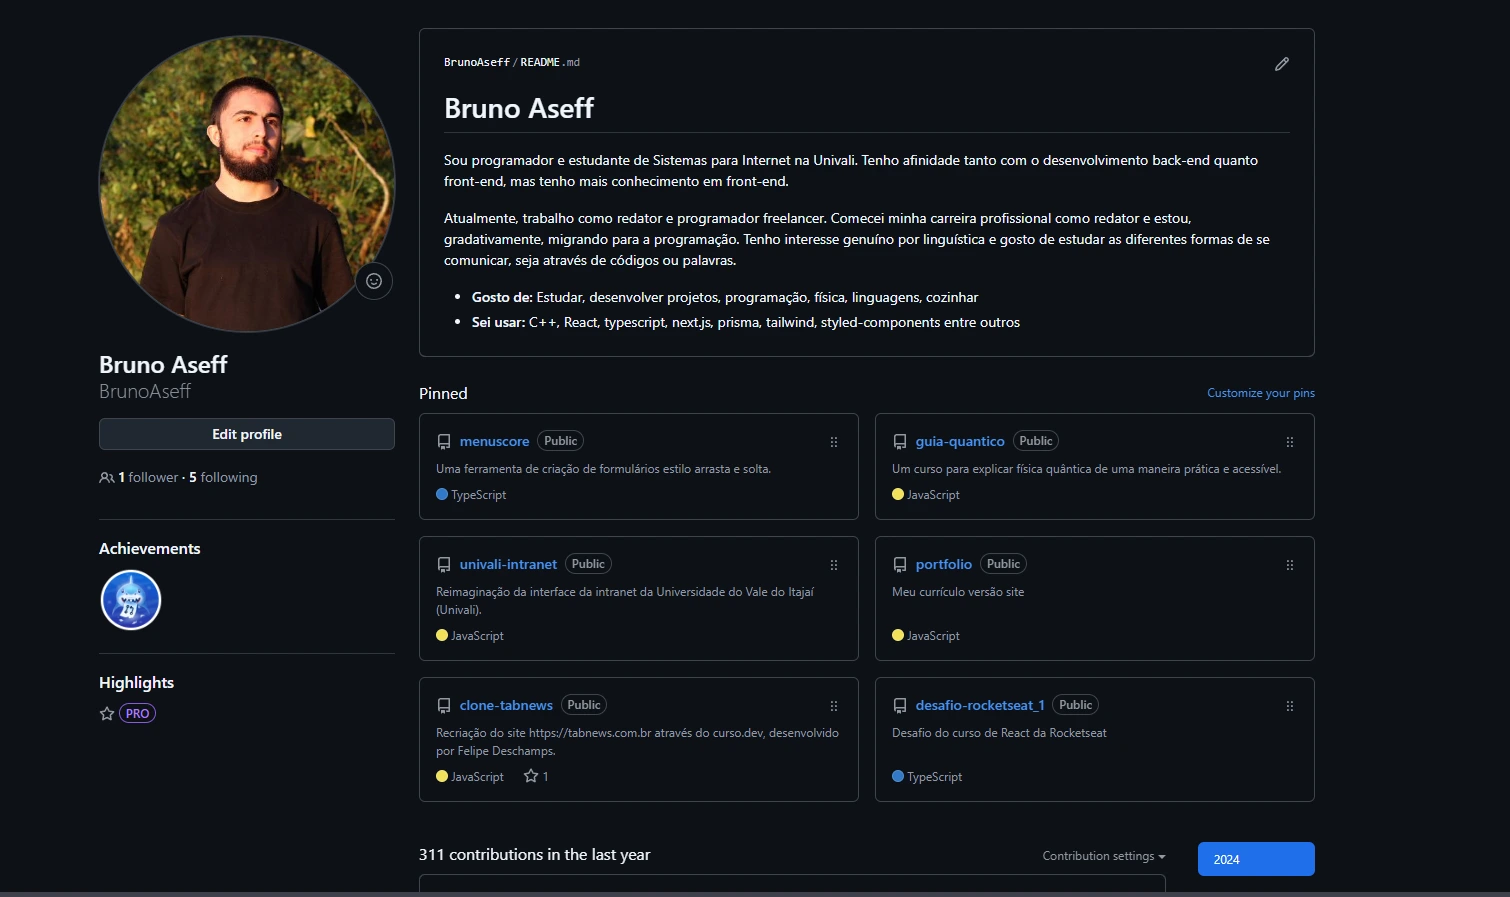 BrunoAseff/README.md
Bruno Aseff
Sou programador e estudante de Sistemas para Internet na Univali. Tenho afinidade tanto com o desenvolvimento back-end quanto
front-end, mas tenho mais conhecimento em front-end.
Atualmente, trabalho como redator e programador freelancer. Comecei minha carreira profissional como redator e estou,
gradativamente, migrando para a programação. Tenho interesse genuíno por linguística e gosto de estudar as diferentes formas de se
comunicar, seja através de códigos ou palavras.
Gosto de: Estudar, desenvolver projetos, programação, física, linguagens, cozinhar
Sei usar: C++, React, typescript, next.js, prisma, tailwind, styled-components entre outros
Bruno Aseff
BrunoAseff
Edit profile
1 follower · 5 following
Achievements
Highlights
PRO
Pinned
Customize your pins
menuscore Public
Uma ferramenta de criação de formulários estilo arrasta e solta.
TypeScript
guia-quantico Public
Um curso para explicar física quântica de uma maneira prática e acessível.
JavaScript
univali-intranet Public
Reimaginação da interface da intranet da Universidade do Vale do Itajaí
(Univali).
JavaScript
portfolio Public
Meu currículo versão site
JavaScript
clone-tabnews Public
Recriação do site https://tabnews.com.br através do curso.dev, desenvolvido
por Felipe Deschamps.
JavaScript 1
desafio-rocketseat_1 Public
Desafio do curso de React da Rocketseat
TypeScript
311 contributions in the last year
Contribution settings
2024